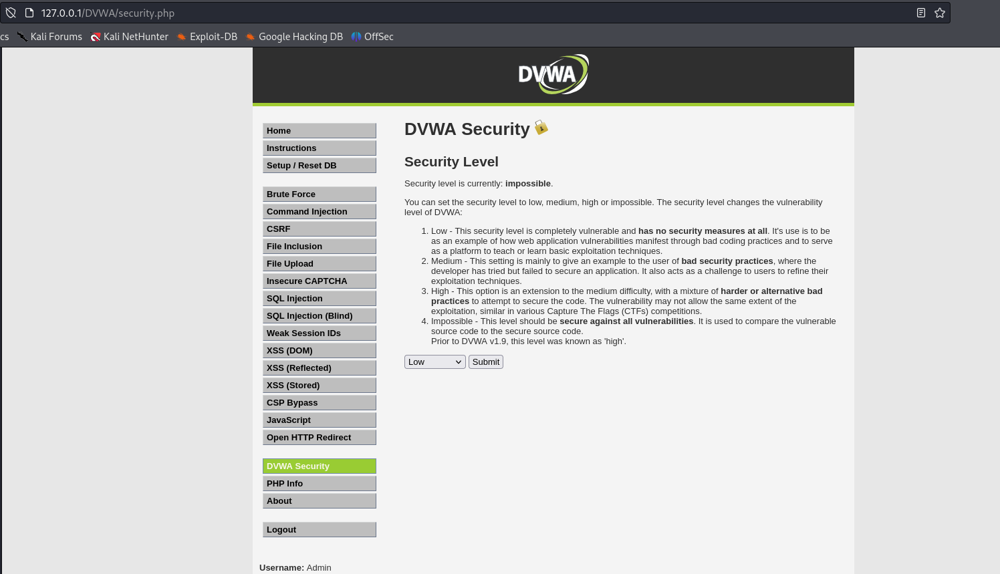 127.0.0.1/DVWA/security.php
cs Kali Forums Kali NetHunter Exploit-DB Google Hacking DB OffSec
DVWA
Home
Instructions
Setup / Reset DB
Brute Force
Command Injection
CSRF
File Inclusion
File Upload
Insecure CAPTCHA
SQL Injection
SQL Injection (Blind)
Weak Session IDs
XSS (DOM)
XSS (Reflected)
XSS (Stored)
CSP Bypass
JavaScript
Open HTTP Redirect
DVWA Security
PHP Info
About
Logout
Username: Admin
DVWA Security
Security Level
Security level is currently: impossible.
You can set the security level to low, medium, high or impossible. The security level changes the vulnerability
level of DVWA:
1. Low - This security level is completely vulnerable and has no security measures at all. It's use is to be
as an example of how web application vulnerabilities manifest through bad coding practices and to serve
as a platform to teach or learn basic exploitation techniques.
2. Medium - This setting is mainly to give an example to the user of bad security practices, where the
developer has tried but failed to secure an application. It also acts as a challenge to users to refine their
exploitation techniques.
3. High - This option is an extension to the medium difficulty, with a mixture of harder or alternative bad
practices to attempt to secure the code. The vulnerability may not allow the same extent of the
exploitation, similar in various Capture The Flags (CTFs) competitions.
4. Impossible - This level should be secure against all vulnerabilities. It is used to compare the vulnerable
source code to the secure source code.
Prior to DVWA v1.9, this level was known as 'high'.
Low Submit